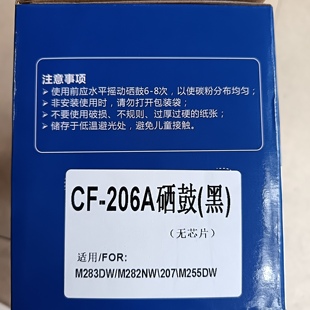 注意事项
• 使用前应水平摇动硒鼓6-8次，以使碳粉分布均匀；
• 非安装使用时，请勿打开包装袋；
• 不要使用破损、不规则、过厚过硬的纸张；
• 储存于低温避光处，避免儿童接触。
CF-206A硒鼓(黑)
（无芯片）
适用/FOR:
M283DW/M282NW\207\M255DW